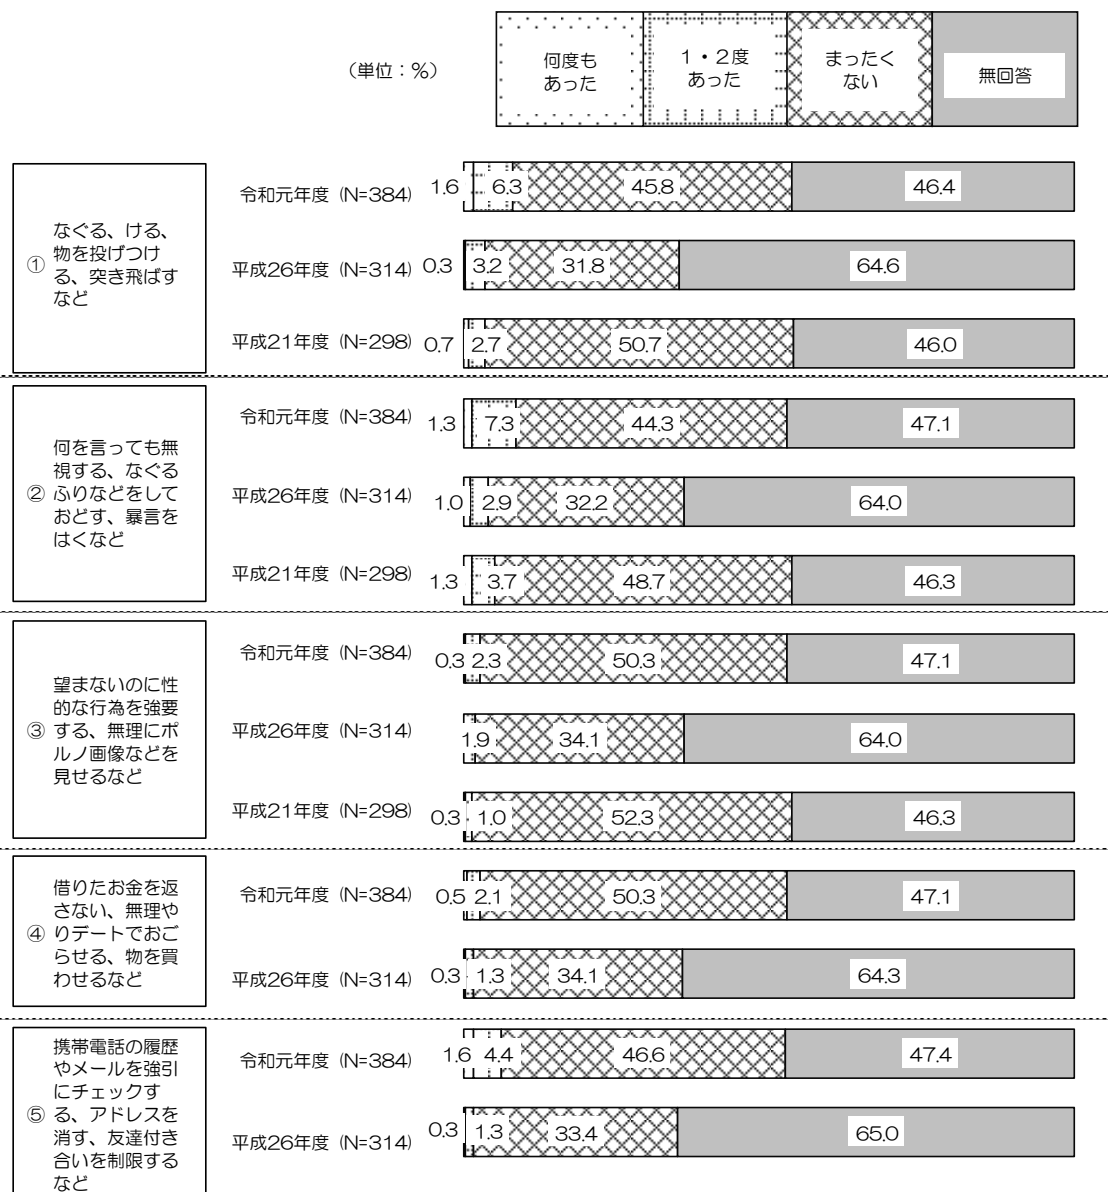 （単位：％）
何度も
あった
１・２度
あった
まったく
ない
無回答
①
なぐる、ける、
物を投げつけ
る、突き飛ばす
など
令和元年度 (N=384) 1.6 6.3 45.8 46.4
平成26年度 (N=314) 0.3 3.2 31.8 64.6
平成21年度 (N=298) 0.7 2.7 50.7 46.0
②
何を言っても無
視する、なぐる
ふりなどをして
おどす、暴言を
はくなど
令和元年度 (N=384) 1.3 7.3 44.3 47.1
平成26年度 (N=314) 1.0 2.9 32.2 64.0
平成21年度 (N=298) 1.3 3.7 48.7 46.3
③
望まないのに性
的な行為を強要
する、無理にポ
ルノ画像などを
見せるなど
令和元年度 (N=384) 0.3 2.3 50.3 47.1
平成26年度 (N=314) 1.9 34.1 64.0
平成21年度 (N=298) 0.3 1.0 52.3 46.3
④
借りたお金を返
さない、無理や
りデートでおご
らせる、物を買
わせるなど
令和元年度 (N=384) 0.5 2.1 50.3 47.1
平成26年度 (N=314) 0.3 1.3 34.1 64.3
⑤
携帯電話の履歴
やメールを強引
にチェックす
る、アドレスを
消す、友達付き
合いを制限する
など
令和元年度 (N=384) 1.6 4.4 46.6 47.4
平成26年度 (N=314) 0.3 1.3 33.4 65.0